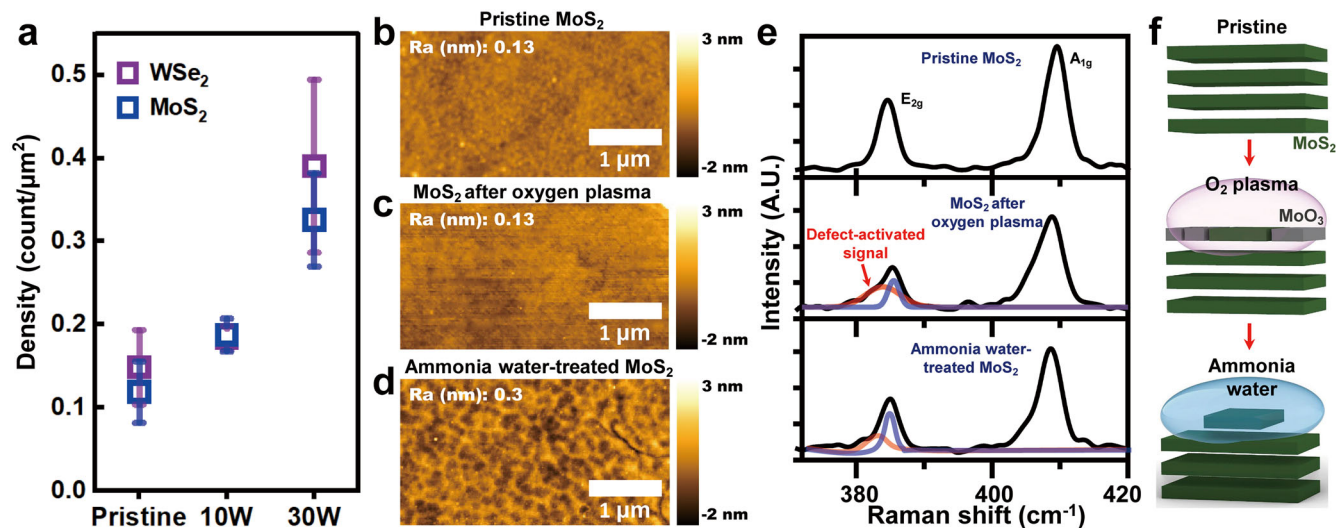 a
WSe₂
MoS₂
Density (count/μm²)
0.5
0.4
0.3
0.2
0.1
0.0
Pristine
10W
30W
b
Pristine MoS₂
Ra (nm): 0.13
1 μm
3 nm
-2 nm
c
MoS₂ after oxygen plasma
Ra (nm): 0.13
1 μm
3 nm
-2 nm
d
Ammonia water-treated MoS₂
Ra (nm): 0.3
1 μm
3 nm
-2 nm
e
Intensity (A.U.)
Pristine MoS₂
E2g
A1g
MoS₂ after
oxygen plasma
Defect-activated
signal
Ammonia water-
treated MoS₂
380
400
420
Raman shift (cm⁻¹)
f
Pristine
MoS₂
O₂ plasma
MoO₃
Ammonia
water